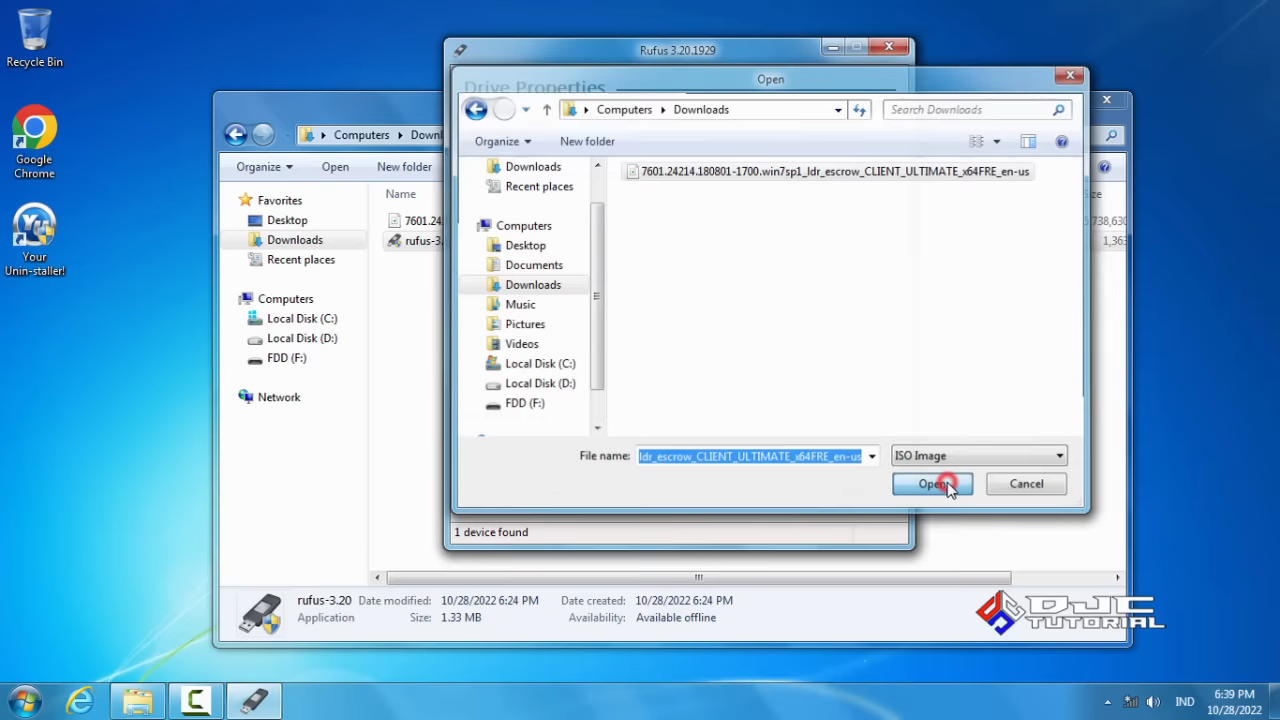 Recycle Bin
Google
Chrome
Your
Unin-staller!
Rufus 3.20.1929
Drive Properties
Open
Computers
Downloads
Search Downloads
Organize
New folder
Downloads
Recent places
Computers
Desktop
Documents
Downloads
Music
Pictures
Videos
Local Disk (C:)
Local Disk (D:)
FDD (F:)
7601.24214.180801-1700.win7sp1_ldr_escrow_CLIENT_ULTIMATE_x64FRE_en-us
File name:
ldr_escrow_CLIENT_ULTIMATE_x64FRE_en-us
ISO Image
Open
Cancel
1 device found
Computers
Organize
Open
New folder
Favorites
Desktop
Downloads
Recent places
Computers
Local Disk (C:)
Local Disk (D:)
FDD (F:)
Network
Name
7601.24
rufus-3.
738,630
1,363
rufus-3.20
Date modified:
10/28/2022 6:24 PM
Date created:
10/28/2022 6:24 PM
Application
Size:
1.33 MB
Availability:
Available offline
DJC
TUTORIAL
IND
6:39 PM
10/28/2022